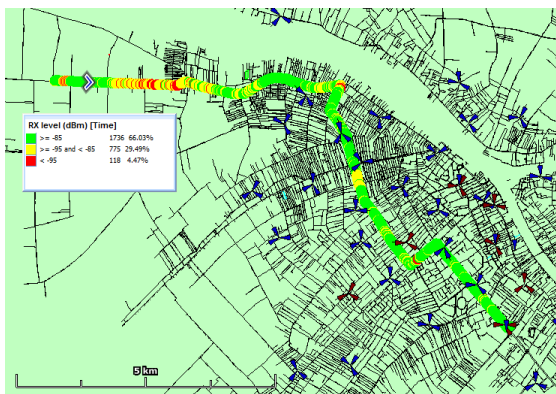 RX level (dBm) [Time]
>= -85 1736 66.03%
>= -95 and < -85 775 29.49%
< -95 118 4.47%
5 km